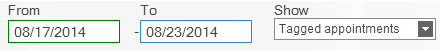 From To Show
08/17/2014 - 08/23/2014 Tagged appointments